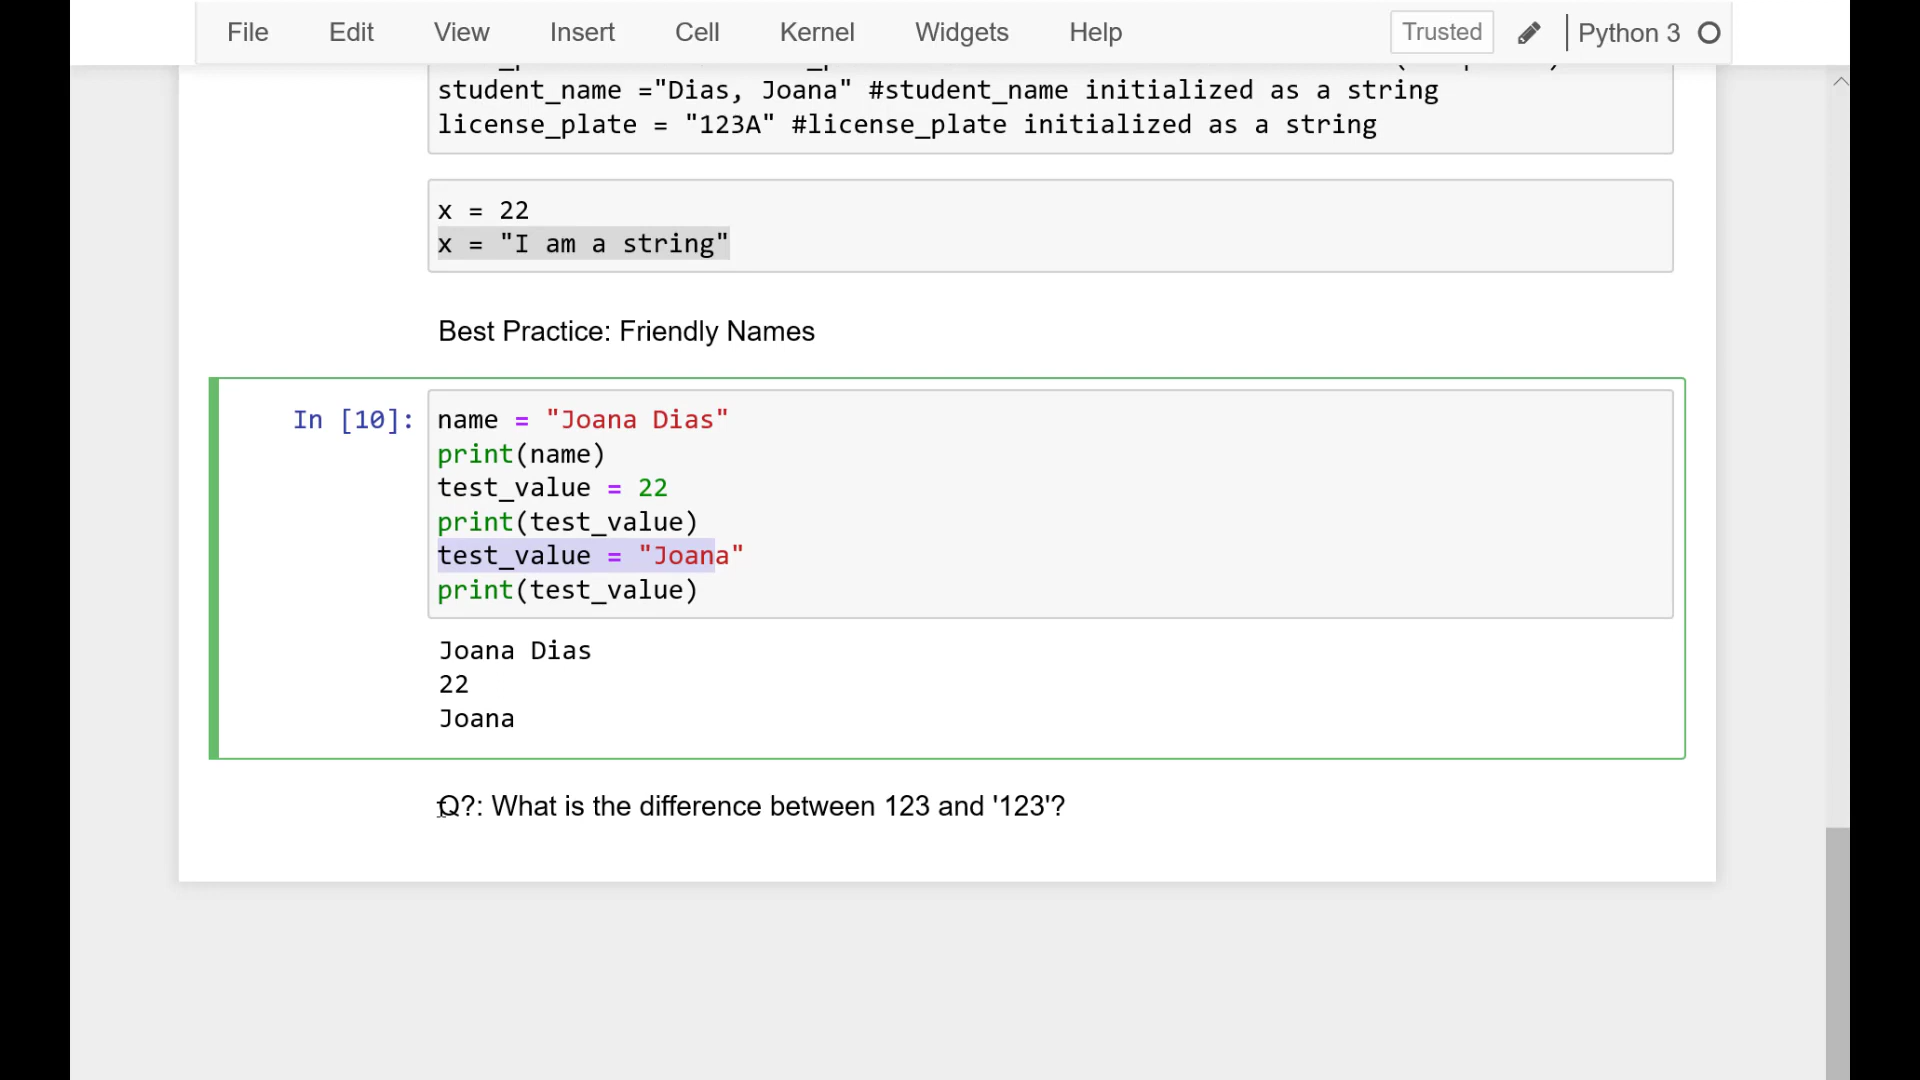 File Edit View Insert Cell Kernel Widgets Help Trusted Python 3
student_name ="Dias, Joana" #student_name initialized as a string
license_plate = "123A" #license_plate initialized as a string
x = 22
x = "I am a string"
Best Practice: Friendly Names
In [10]: name = "Joana Dias"
print(name)
test_value = 22
print(test_value)
test_value = "Joana"
print(test_value)
Joana Dias
22
Joana
Q?: What is the difference between 123 and '123'?